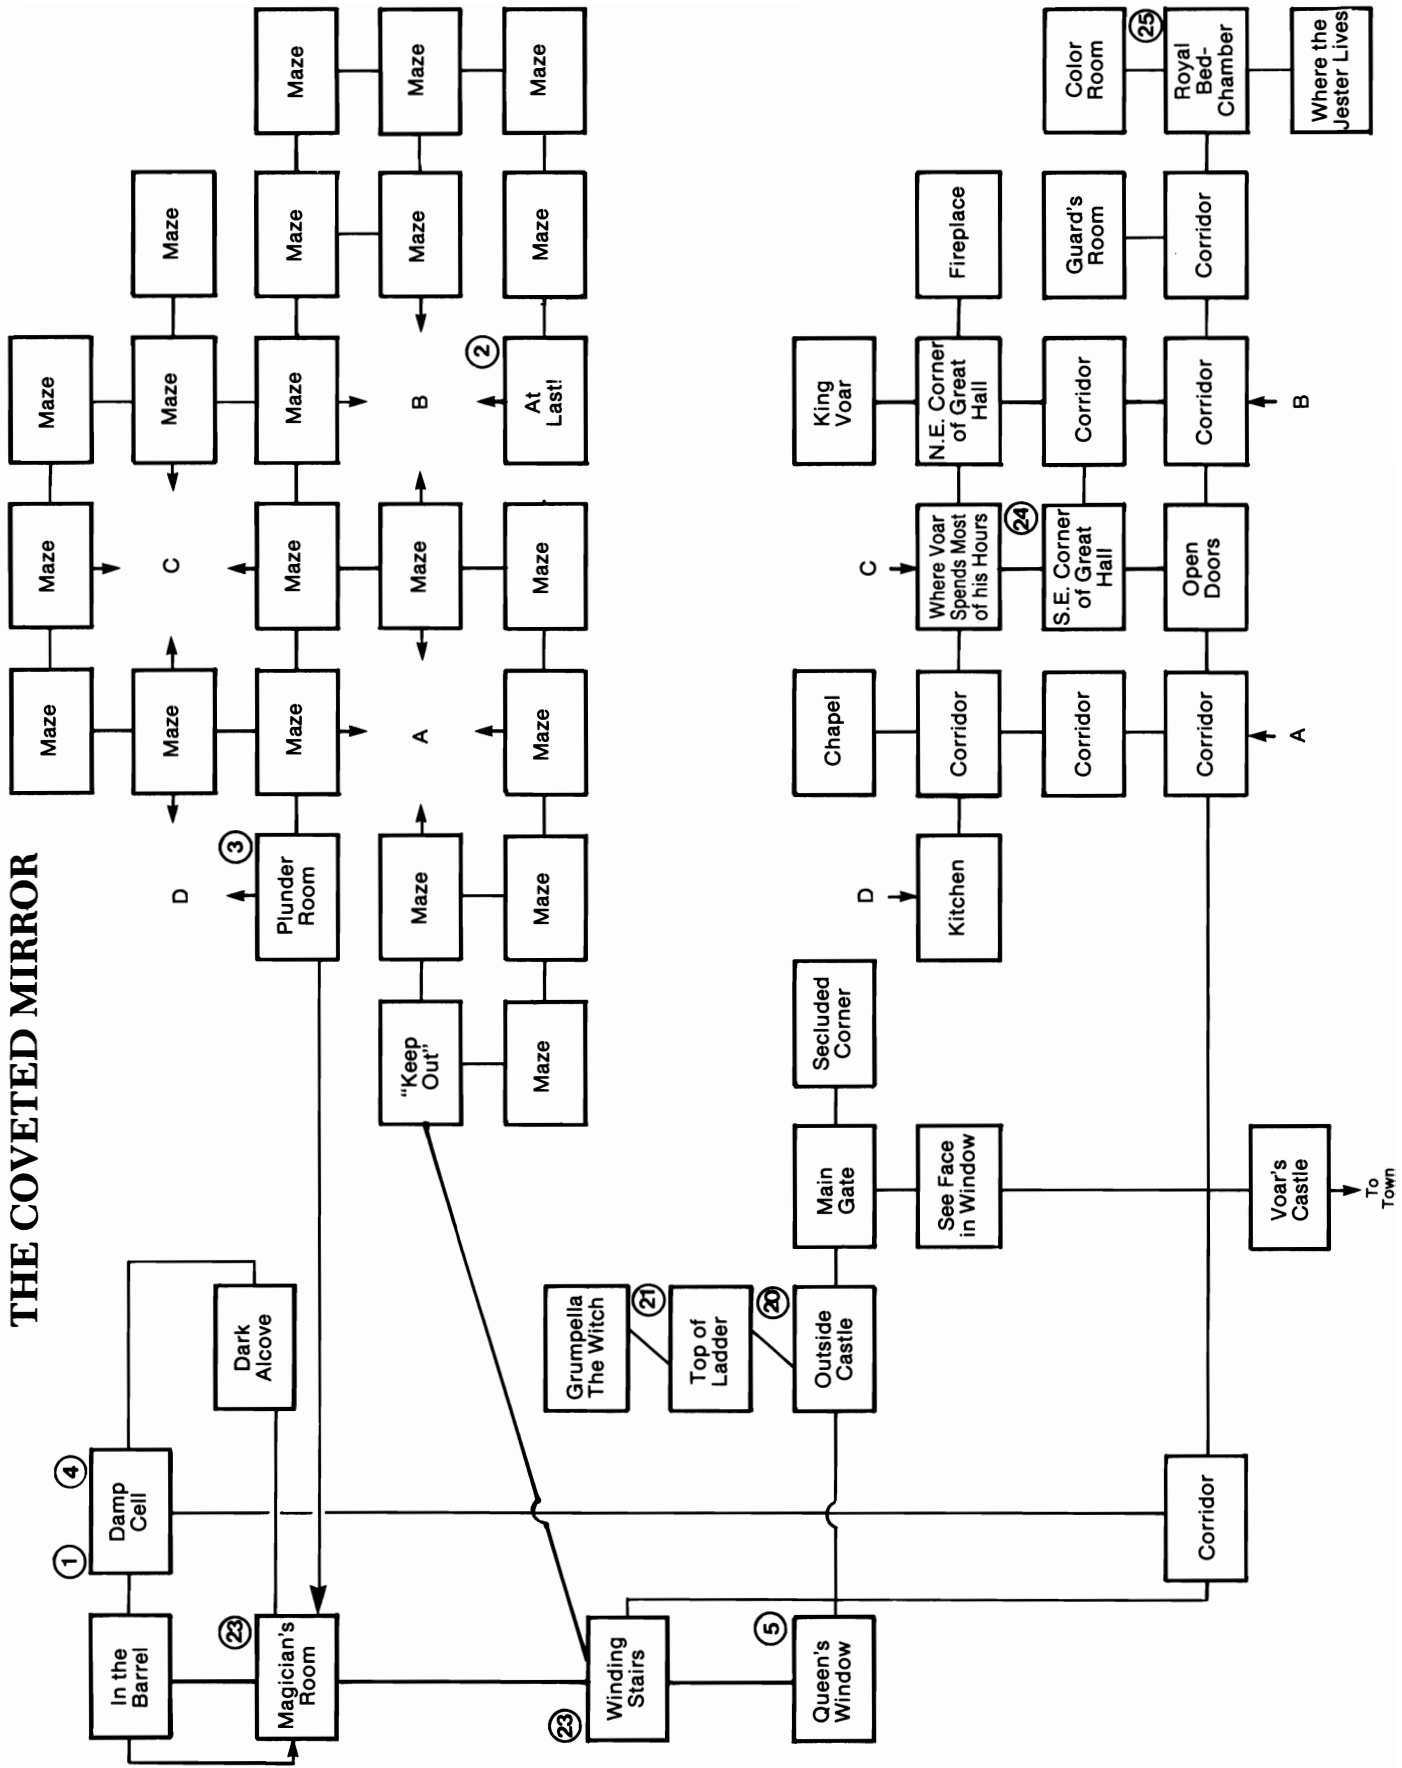 THE COVETED MIRROR
Maze
Maze
Maze
1
4
In the
Barrel
Damp
Cell
D
Maze
C
Maze
Maze
23
3
Dark
Alcove
Magician's
Room
Plunder
Room
Maze
Maze
Maze
Maze
Maze
"Keep
Out"
Maze
A
Maze
B
Maze
Maze
2
Maze
Maze
Maze
Maze
At
Last!
Maze
Maze
23
Grumpella
The Witch
Winding
Stairs
21
Top of
Ladder
5
20
Queen's
Window
Outside
Castle
Main
Gate
Secluded
Corner
Chapel
King
Voar
D
C
See Face
in Window
Kitchen
Corridor
Where Voar
Spends Most
of his Hours
N.E. Corner
of Great
Hall
Fireplace
24
Corridor
S.E. Corner
of Great
Hall
Corridor
Guard's
Room
Color
Room
25
Corridor
Corridor
Open
Doors
Corridor
Corridor
Royal
Bed-
Chamber
Voar's
Castle
A
B
Where the
Jester Lives
To
Town